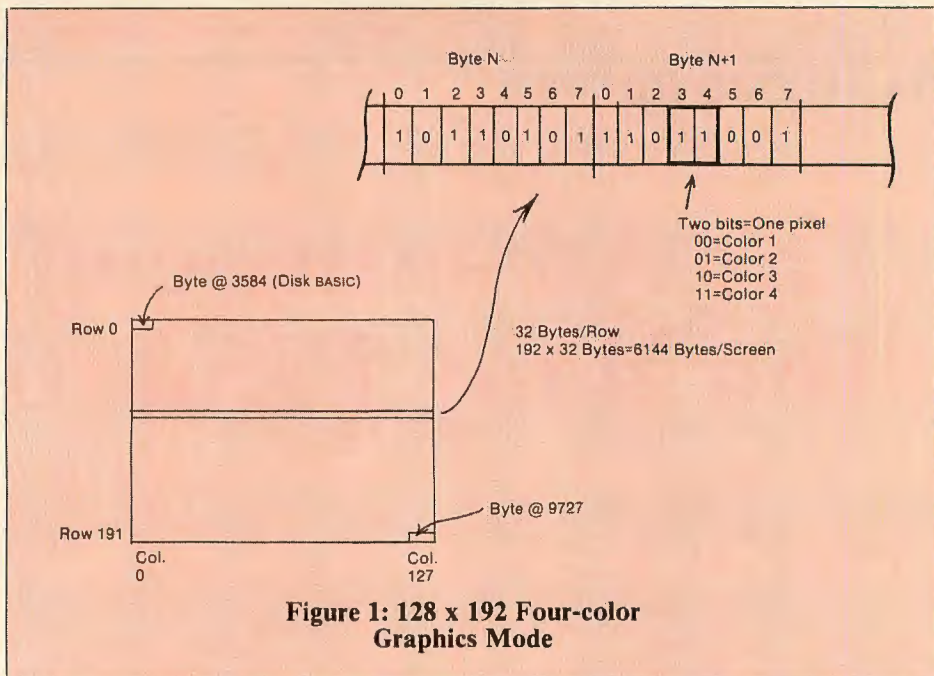 Byte N
Byte N+1
0 1 2 3 4 5 6 7 0 1 2 3 4 5 6 7
1 0 1 1 0 1 0 1 1 1 0 1 1 0 0 1
Two bits=One pixel
00=Color 1
01=Color 2
10=Color 3
11=Color 4
Byte @ 3584 (Disk BASIC)
Row 0
32 Bytes/Row
192 x 32 Bytes=6144 Bytes/Screen
Byte @ 9727
Row 191
Col.
0
Col.
127
Figure 1: 128 x 192 Four-color
Graphics Mode